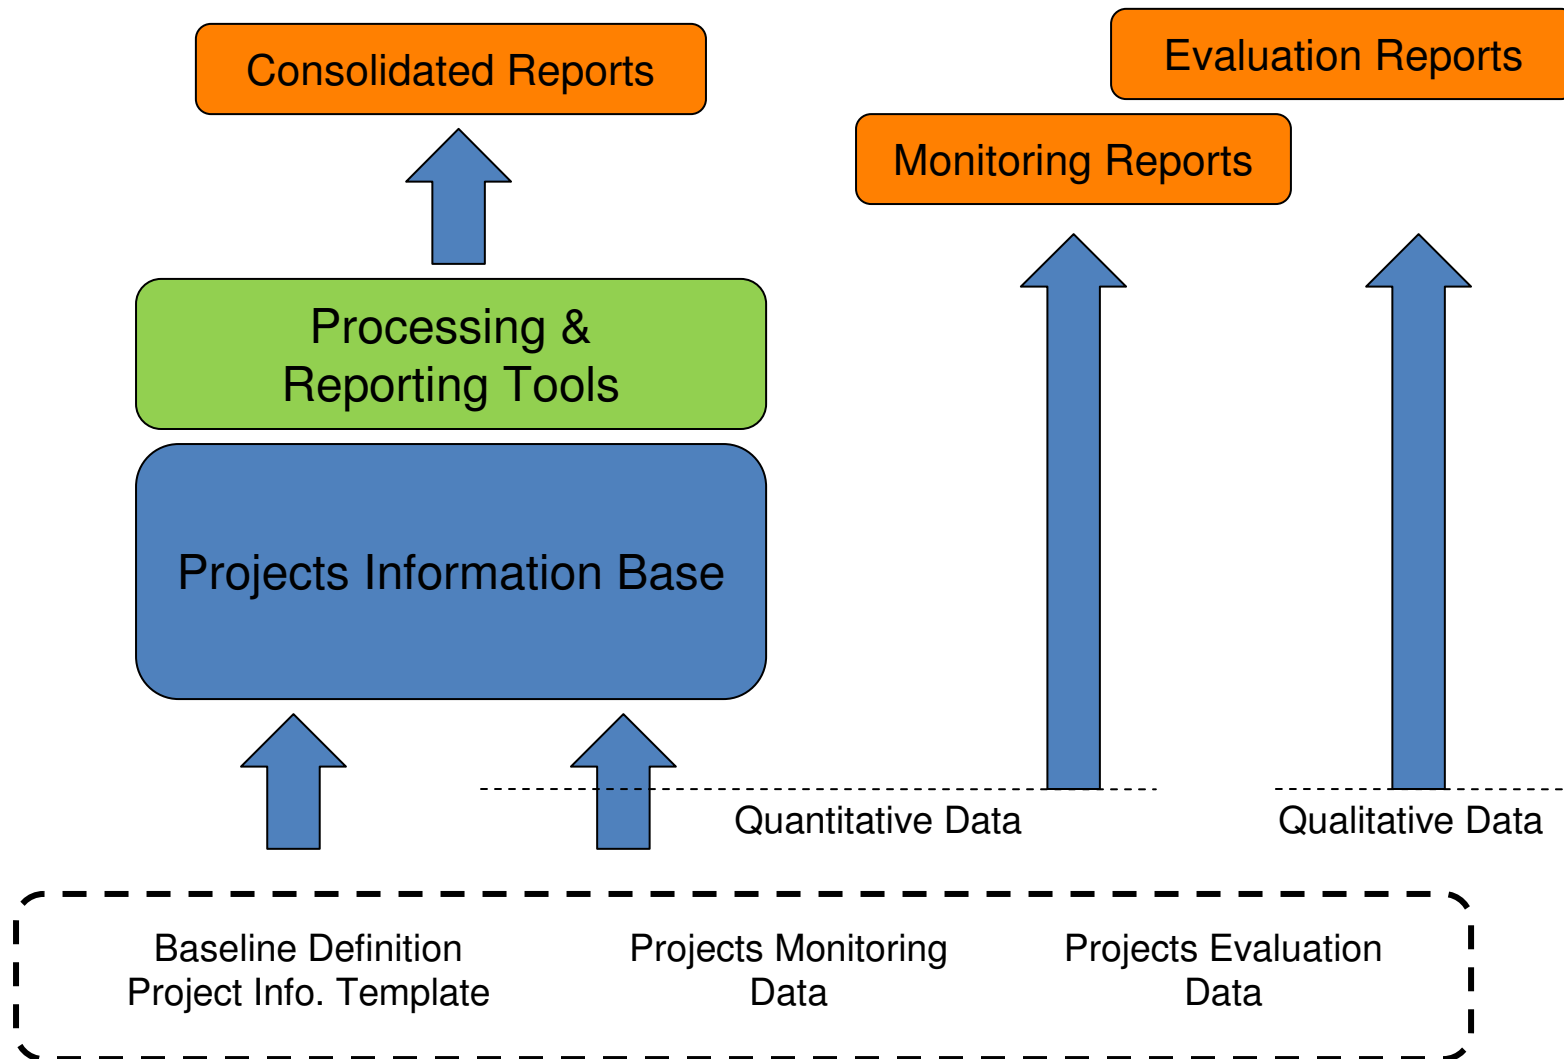 Consolidated Reports
Evaluation Reports
Monitoring Reports
Processing &
Reporting Tools
Projects Information Base
Quantitative Data
Qualitative Data
Baseline Definition
Project Info. Template
Projects Monitoring
Data
Projects Evaluation
Data